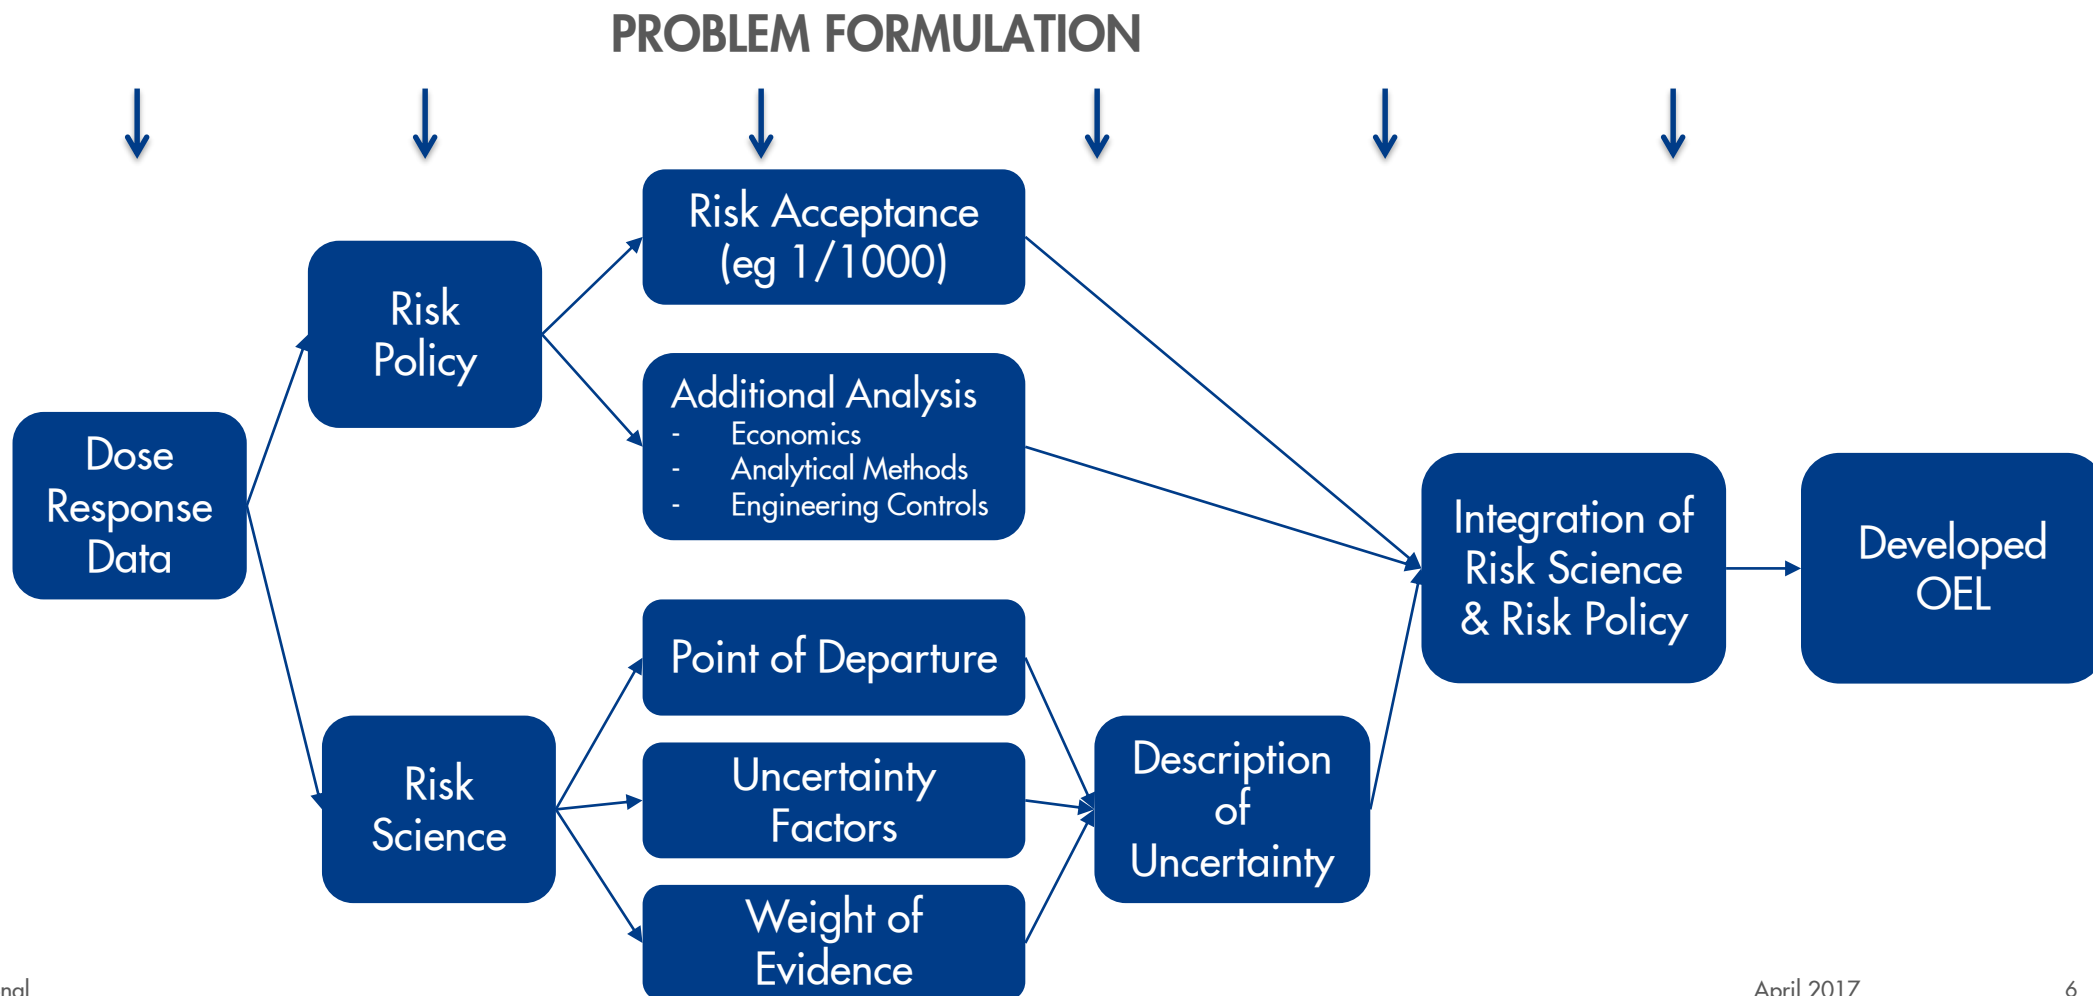 PROBLEM FORMULATION
Dose
Response
Data
Risk
Policy
Risk
Science
Risk Acceptance
(eg 1/1000)
Additional Analysis
- Economics
- Analytical Methods
- Engineering Controls
Point of Departure
Uncertainty
Factors
Weight of
Evidence
Description
of
Uncertainty
Integration of
Risk Science
& Risk Policy
Developed
OEL
April 2017
6